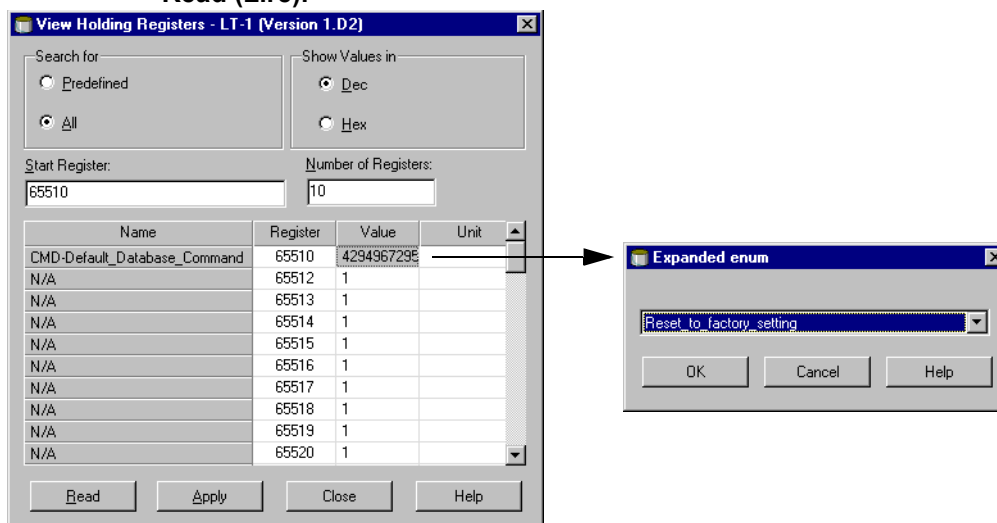 Read (Lire).
View Holding Registers - LT-1 (Version 1.D2)
Search for
Predefined
All
Show Values in
Dec
Hex
Start Register:
65510
Number of Registers:
10
Name Register Value Unit
CMD-Default_Database_Command 65510 4294967295
N/A 65512 1
N/A 65513 1
N/A 65514 1
N/A 65515 1
N/A 65516 1
N/A 65517 1
N/A 65518 1
N/A 65519 1
N/A 65520 1
Read Apply Close Help
Expanded enum
Reset_to_factory_setting
OK Cancel Help